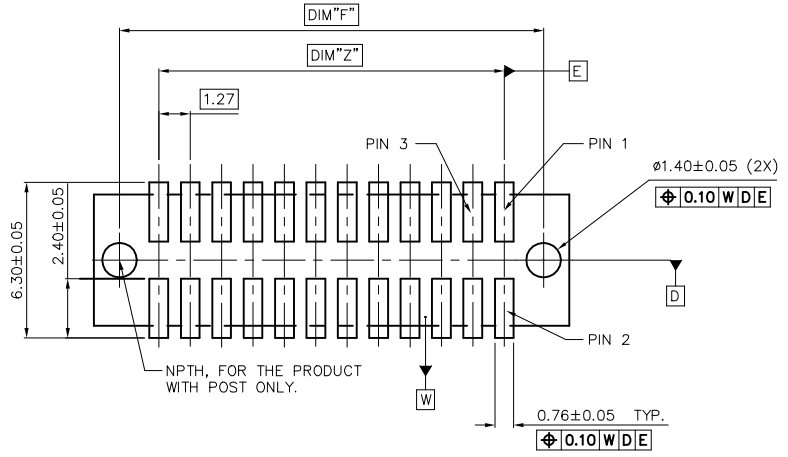 DIM"F"
DIM"Z"
E
1.27
PIN 3
PIN 1
ø1.40±0.05 (2X)
⌖ 0.10 W D E
6.30±0.05
2.40±0.05
D
PIN 2
NPTH, FOR THE PRODUCT
WITH POST ONLY.
W
0.76±0.05 TYP.
⌖ 0.10 W D E